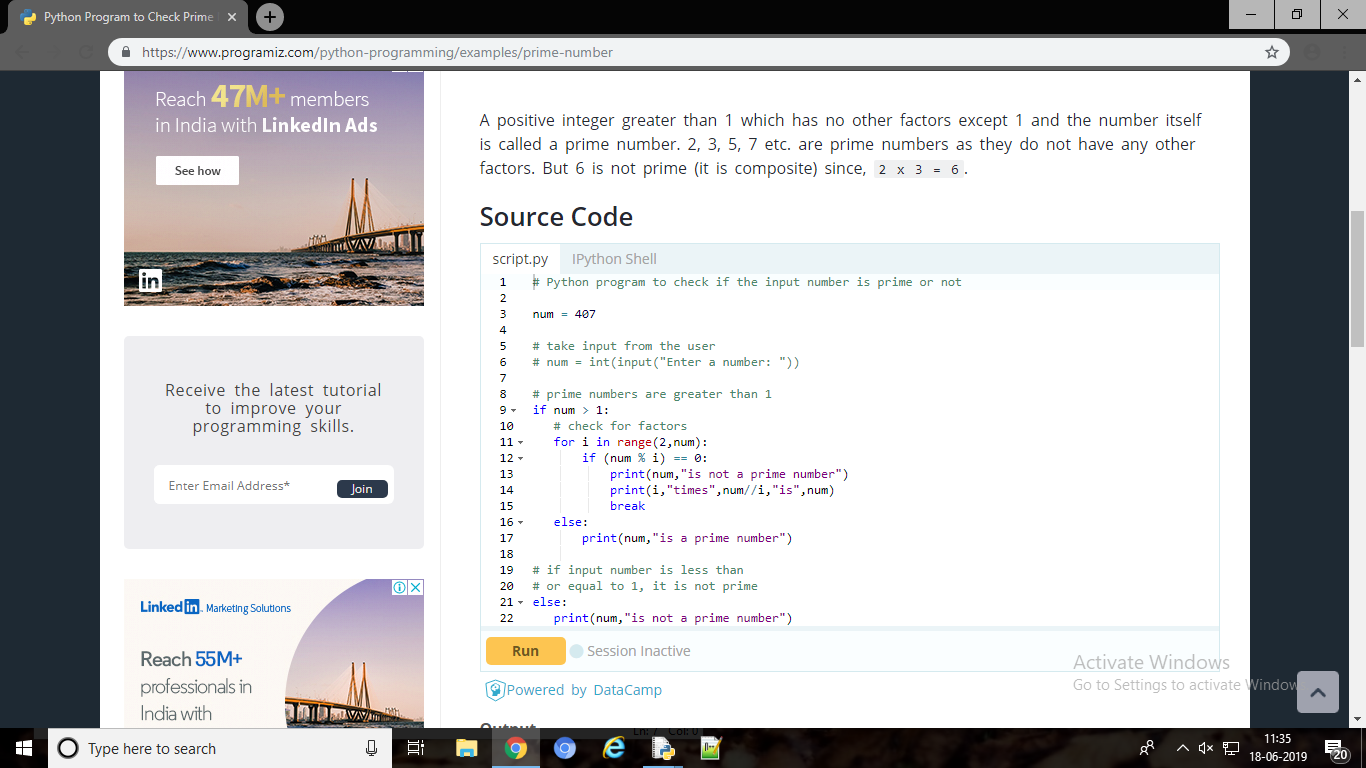 Python Program to Check Prime
https://www.programiz.com/python-programming/examples/prime-number
Reach 47M+ members
in India with LinkedIn Ads
See how
in
Receive the latest tutorial
to improve your
programming skills.
Enter Email Address*
Join
Linked in. Marketing Solutions
Reach 55M+
professionals in
India with
A positive integer greater than 1 which has no other factors except 1 and the number itself
is called a prime number. 2, 3, 5, 7 etc. are prime numbers as they do not have any other
factors. But 6 is not prime (it is composite) since, 2 x 3 = 6.
Source Code
script.py IPython Shell
1 # Python program to check if the input number is prime or not
2
3 num = 407
4
5 # take input from the user
6 # num = int(input("Enter a number: "))
7
8 # prime numbers are greater than 1
9 if num > 1:
10 # check for factors
11 for i in range(2,num):
12 if (num % i) == 0:
13 print(num,"is not a prime number")
14 print(i,"times",num//i,"is",num)
15 break
16 else:
17 print(num,"is a prime number")
18
19 # if input number is less than
20 # or equal to 1, it is not prime
21 else:
22 print(num,"is not a prime number")
Run Session Inactive
Powered by DataCamp
Activate Windows
Go to Settings to activate Window
Output
Ln: 7 Col: 0
Type here to search
11:35
18-06-2019
20